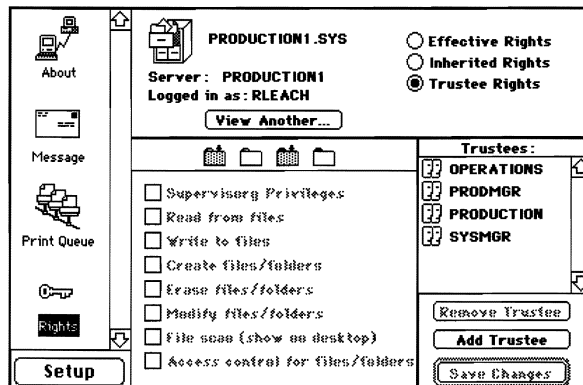 About
Message
Print Queue
Rights
Setup
PRODUCTION1.SYS
Server: PRODUCTION1
Logged in as: RLEACH
View Another...
Effective Rights
Inherited Rights
Trustee Rights
Supervisory Privileges
Read from files
Write to files
Create files/folders
Erase files/folders
Modify files/folders
File scan (show on desktop)
Access control for files/folders
Trustees:
OPERATIONS
PRODMGR
PRODUCTION
SYSMGR
Remove Trustee
Add Trustee
Save Changes